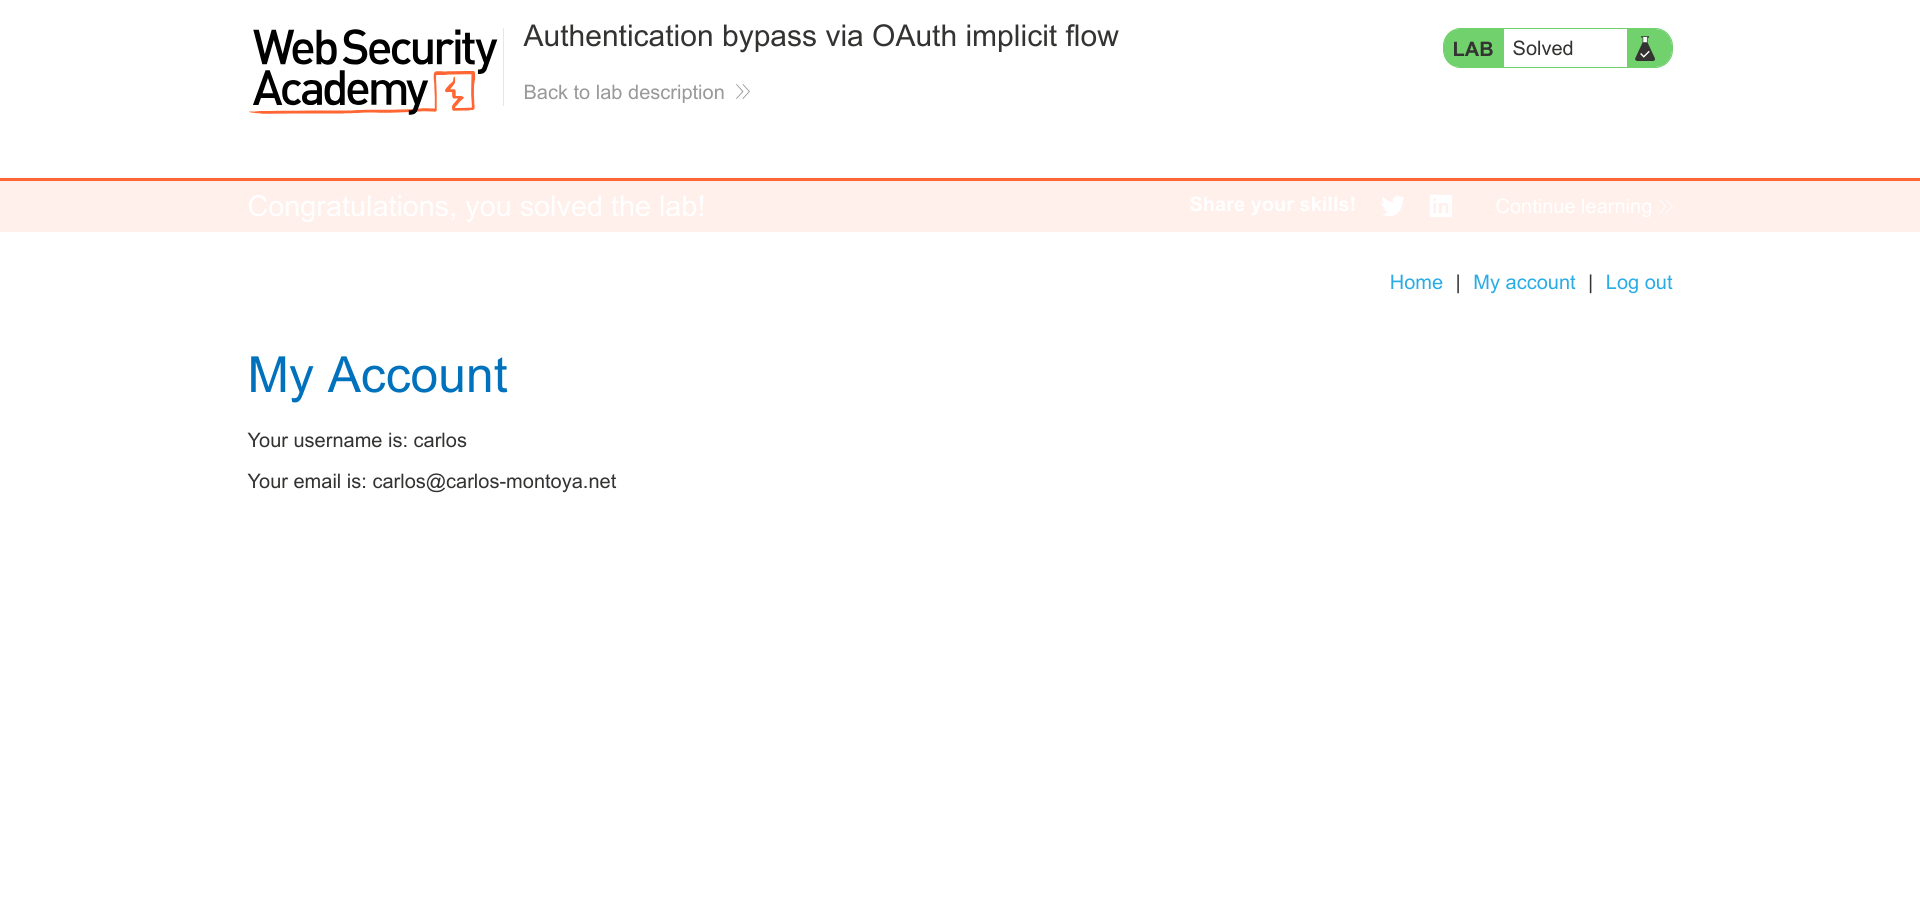 Web Security
Academy
Authentication bypass via OAuth implicit flow
Back to lab description
LAB Solved
Congratulations, you solved the lab!
Share your skills!
Continue learning
Home | My account | Log out
My Account
Your username is: carlos
Your email is: carlos@carlos-montoya.net